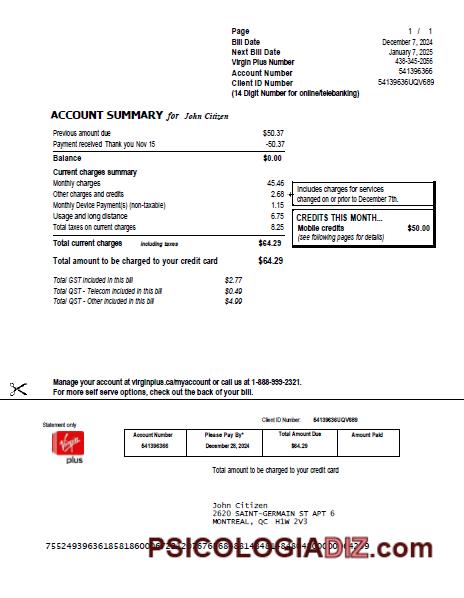 Page 1 / 1
Bill Date December 7, 2024
Next Bill Date January 7, 2025
Virgin Plus Number 438-345-2056
Account Number 541396366
Client ID Number 54139636UQV689
(14 Digit Number for online/telebanking)
ACCOUNT SUMMARY for John Citizen
Previous amount due $50.37
Payment received Thank you Nov 15 -50.37
Balance $0.00
Current charges summary
Monthly charges 45.46
Other charges and credits 2.68
Monthly Device Payment(s) (non-taxable) 1.15
Usage and long distance 6.75
Total taxes on current charges 8.25
Total current charges including taxes $64.29
Total amount to be charged to your credit card $64.29
Includes charges for services
changed on or prior to December 7th.
CREDITS THIS MONTH...
Mobile credits $50.00
(see following pages for details)
Total GST included in this bill $2.77
Total QST - Telecom included in this bill $0.49
Total QST - Other included in this bill $4.99
Manage your account at virginplus.ca/myaccount or call us at 1-888-999-2321.
For more self serve options, check out the back of your bill.
Client ID Number: 54139636UQV689
Statement only
Virgin
plus
Account Number Please Pay By* Total Amount Due Amount Paid
541396366 December 28, 2024 $64.29
Total amount to be charged to your credit card
John Citizen
2620 SAINT-GERMAIN ST APT 6
MONTREAL, QC H1W 2V3
PSICOLOGIADIZ.com